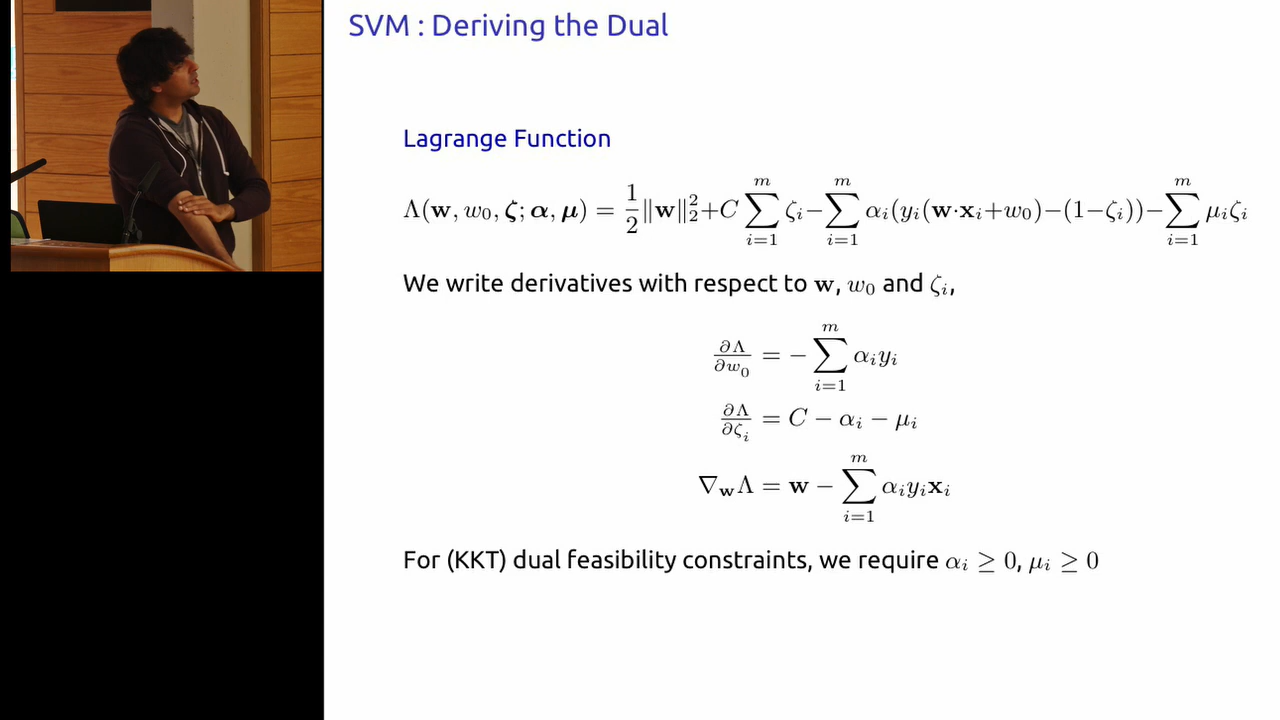 SVM : Deriving the Dual
Lagrange Function
Λ(w, w₀, ζ; α, μ) = 1/2‖w‖₂² + C ∑ᵢ₌₁ᵐ ζᵢ − ∑ᵢ₌₁ᵐ αᵢ(yᵢ(w·xᵢ+w₀)−(1−ζᵢ)) − ∑ᵢ₌₁ᵐ μᵢζᵢ
We write derivatives with respect to w, w₀ and ζᵢ,
∂Λ/∂w₀ = − ∑ᵢ₌₁ᵐ αᵢyᵢ
∂Λ/∂ζᵢ = C − αᵢ − μᵢ
∇_wΛ = w − ∑ᵢ₌₁ᵐ αᵢyᵢxᵢ
For (KKT) dual feasibility constraints, we require αᵢ ≥ 0, μᵢ ≥ 0